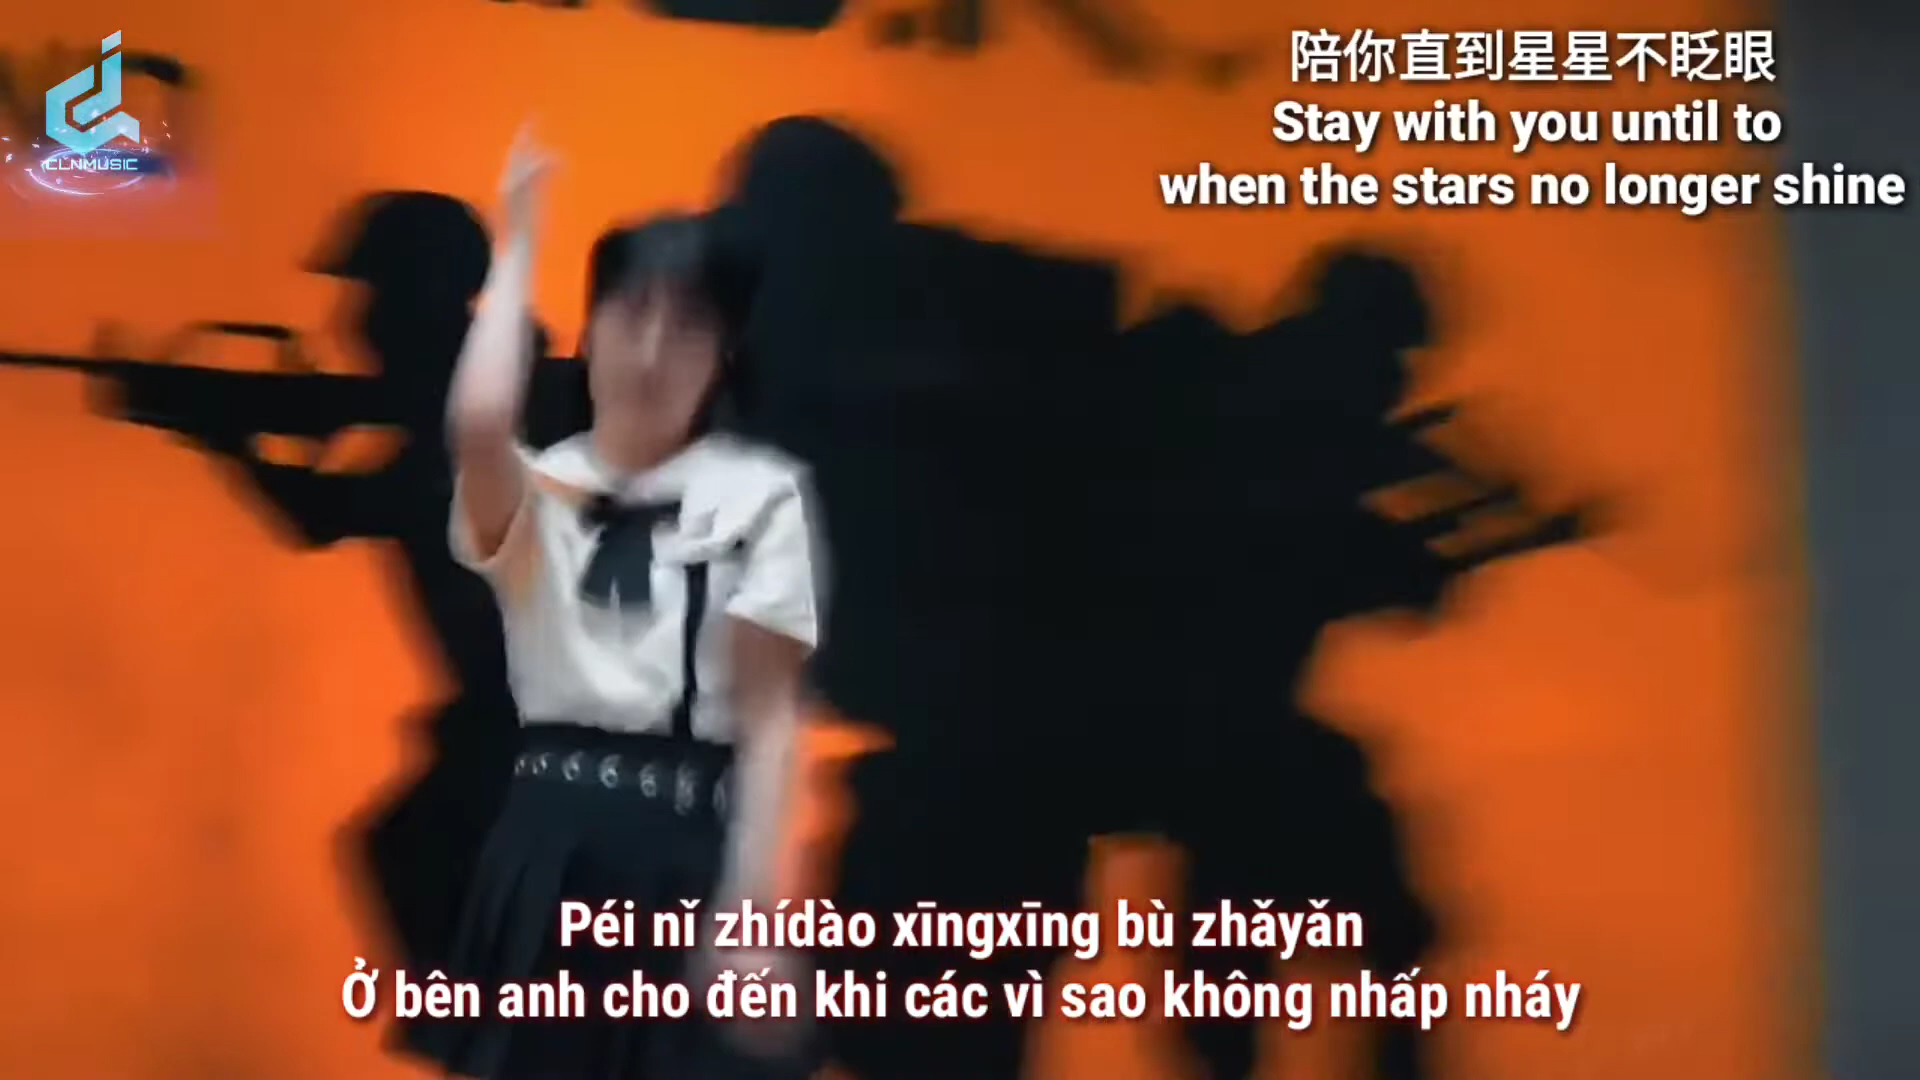 CLNMUSIC
陪你直到星星不眨眼
Stay with you until to
when the stars no longer shine
Péi nǐ zhídào xīngxīng bù zhǎyǎn
Ở bên anh cho đến khi các vì sao không nhấp nháy